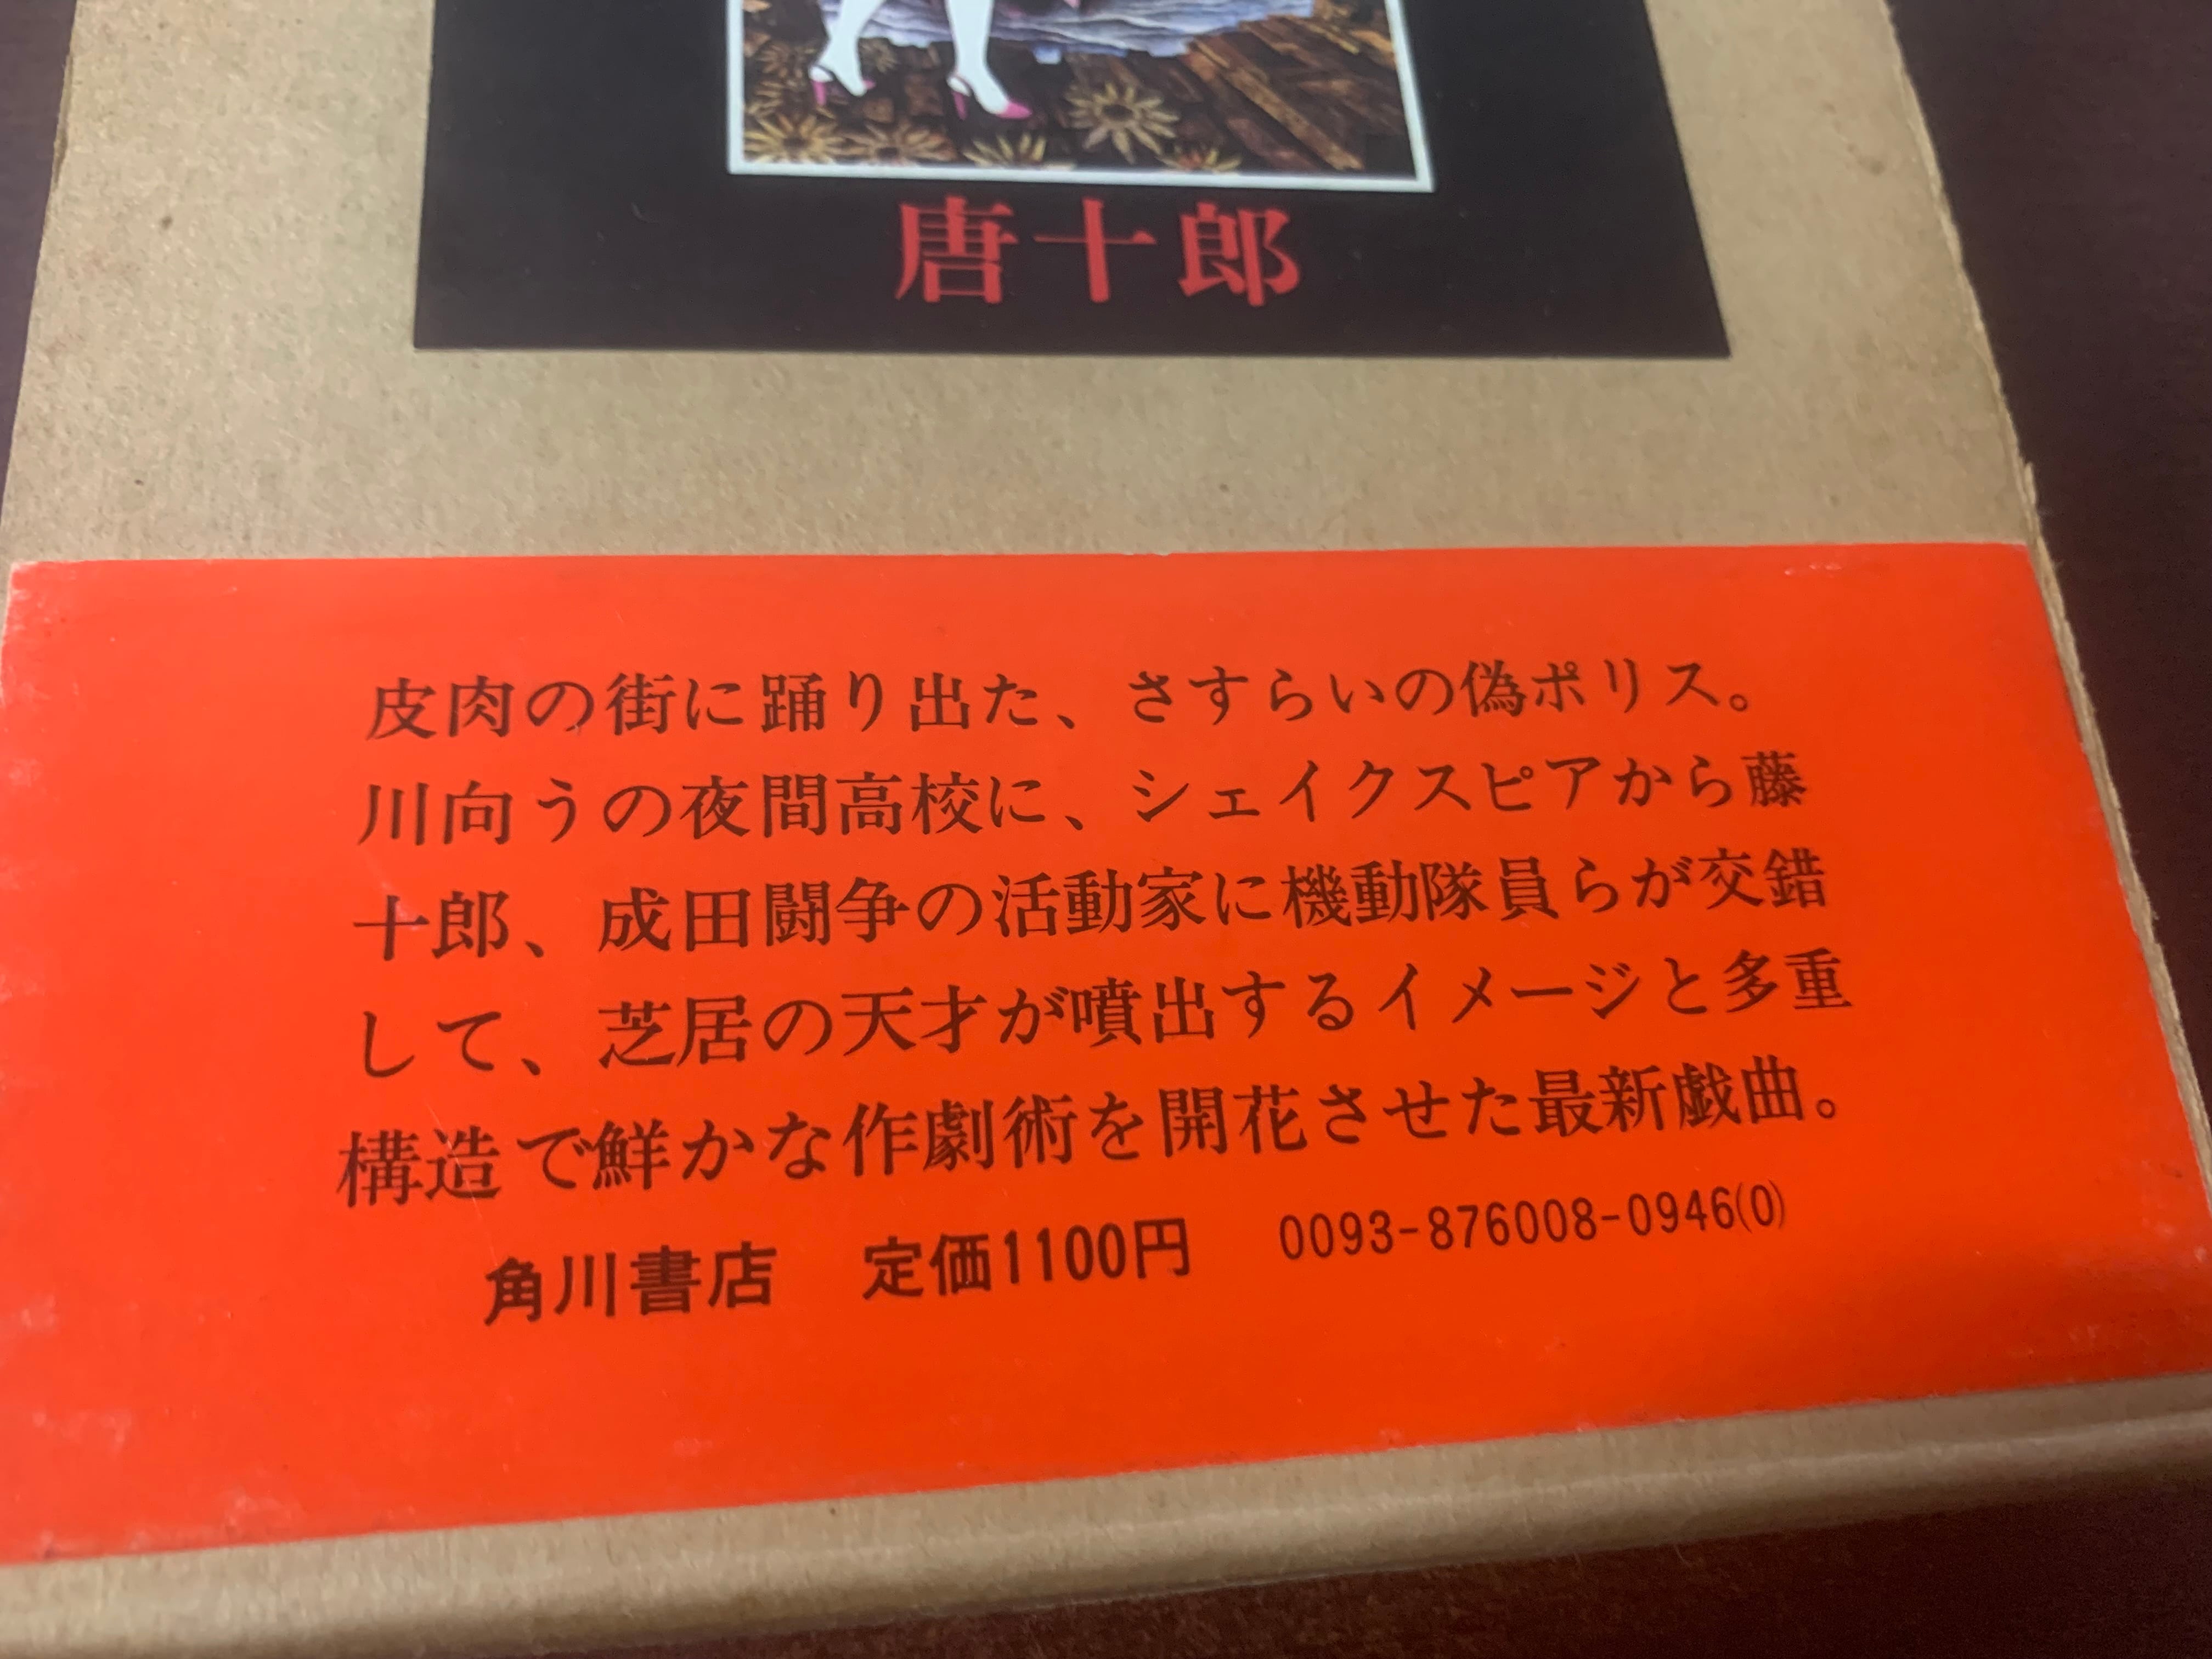 唐十郎
皮肉の街に踊り出た、さすらいの偽ポリス。
川向うの夜間高校に、シェイクスピアから藤
十郎、成田闘争の活動家に機動隊員らが交錯
して、芝居の天才が噴出するイメージと多重
構造で鮮かな作劇術を開花させた最新戯曲。
角川書店 定価1100円 0093-876008-0946(0)